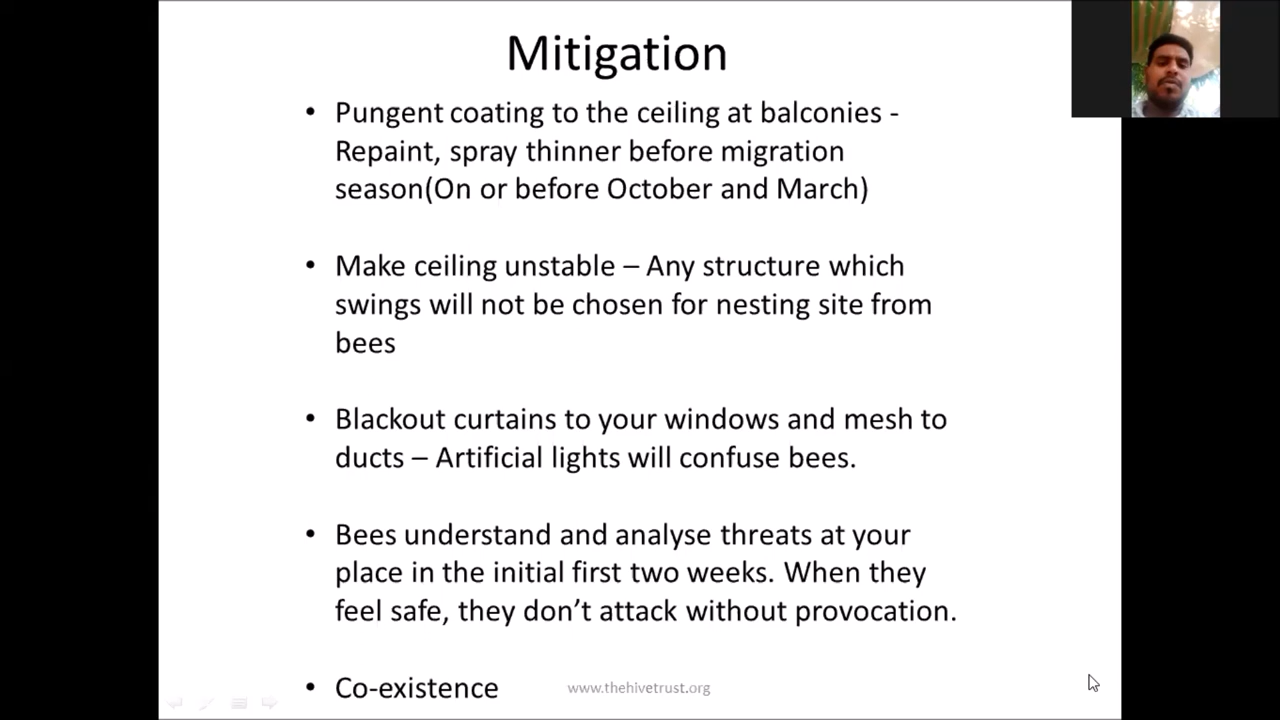 Mitigation
• Pungent coating to the ceiling at balconies -
Repaint, spray thinner before migration
season(On or before October and March)
• Make ceiling unstable – Any structure which
swings will not be chosen for nesting site from
bees
• Blackout curtains to your windows and mesh to
ducts – Artificial lights will confuse bees.
• Bees understand and analyse threats at your
place in the initial first two weeks. When they
feel safe, they don’t attack without provocation.
• Co-existence
www.thehivetrust.org